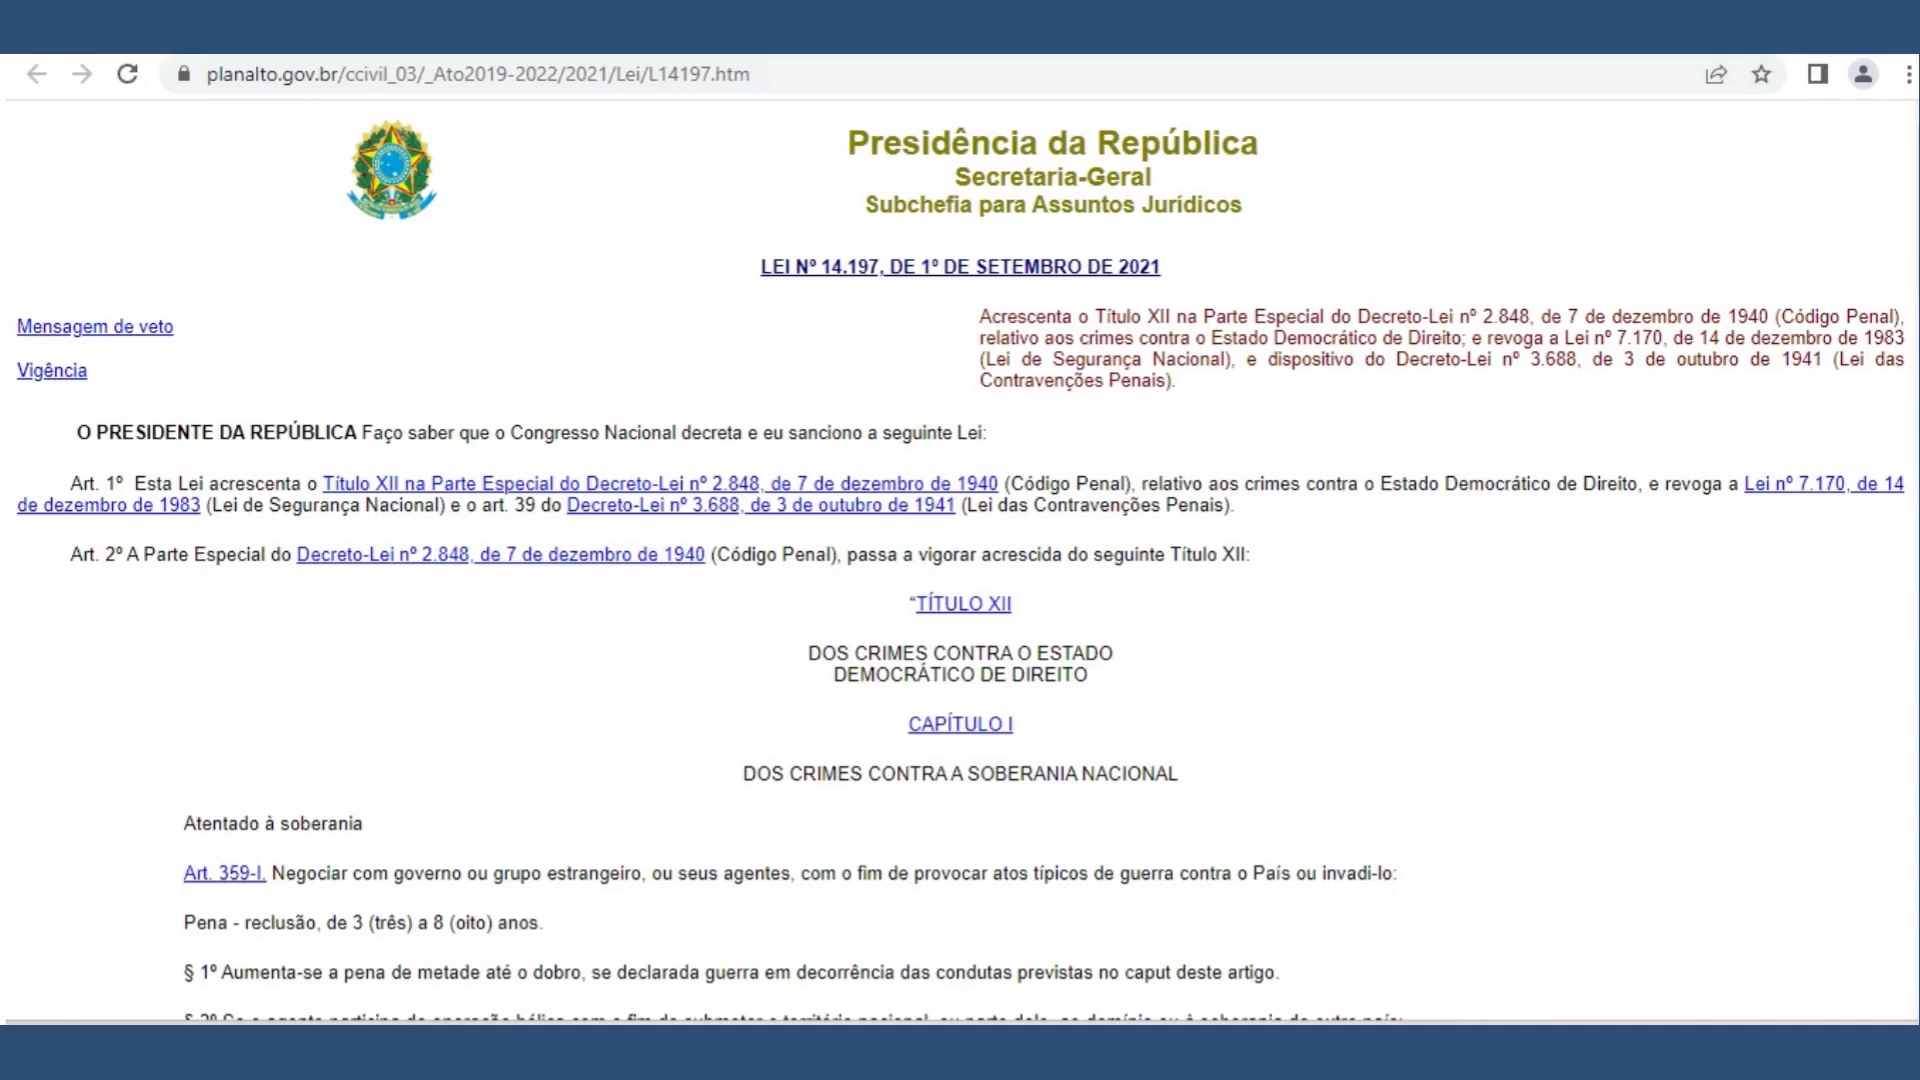 planalto.gov.br/ccivil_03/_Ato2019-2022/2021/Lei/L14197.htm
Presidência da República
Secretaria-Geral
Subchefia para Assuntos Jurídicos
LEI Nº 14.197, DE 1º DE SETEMBRO DE 2021
Mensagem de veto
Vigência
Acrescenta o Título XII na Parte Especial do Decreto-Lei nº 2.848, de 7 de dezembro de 1940 (Código Penal),
relativo aos crimes contra o Estado Democrático de Direito; e revoga a Lei nº 7.170, de 14 de dezembro de 1983
(Lei de Segurança Nacional), e dispositivo do Decreto-Lei nº 3.688, de 3 de outubro de 1941 (Lei das
Contravenções Penais).
O PRESIDENTE DA REPÚBLICA Faço saber que o Congresso Nacional decreta e eu sanciono a seguinte Lei:
Art. 1º Esta Lei acrescenta o Título XII na Parte Especial do Decreto-Lei nº 2.848, de 7 de dezembro de 1940 (Código Penal), relativo aos crimes contra o Estado Democrático de Direito, e revoga a Lei nº 7.170, de 14
de dezembro de 1983 (Lei de Segurança Nacional) e o art. 39 do Decreto-Lei nº 3.688, de 3 de outubro de 1941 (Lei das Contravenções Penais).
Art. 2º A Parte Especial do Decreto-Lei nº 2.848, de 7 de dezembro de 1940 (Código Penal), passa a vigorar acrescida do seguinte Título XII:
“TÍTULO XII
DOS CRIMES CONTRA O ESTADO
DEMOCRÁTICO DE DIREITO
CAPÍTULO I
DOS CRIMES CONTRA A SOBERANIA NACIONAL
Atentado à soberania
Art. 359-I. Negociar com governo ou grupo estrangeiro, ou seus agentes, com o fim de provocar atos típicos de guerra contra o País ou invadi-lo:
Pena - reclusão, de 3 (três) a 8 (oito) anos.
§ 1º Aumenta-se a pena de metade até o dobro, se declarada guerra em decorrência das condutas previstas no caput deste artigo.